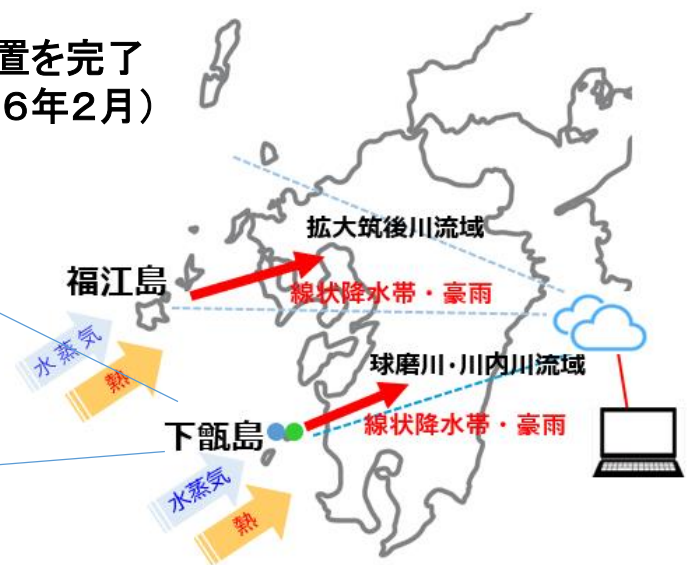 置を完了
6年2月）
拡大筑後川流域
福江島
線状降水帯・豪雨
水蒸気
熱
球磨川・川内川流域
下甑島
線状降水帯・豪雨
水蒸気
熱